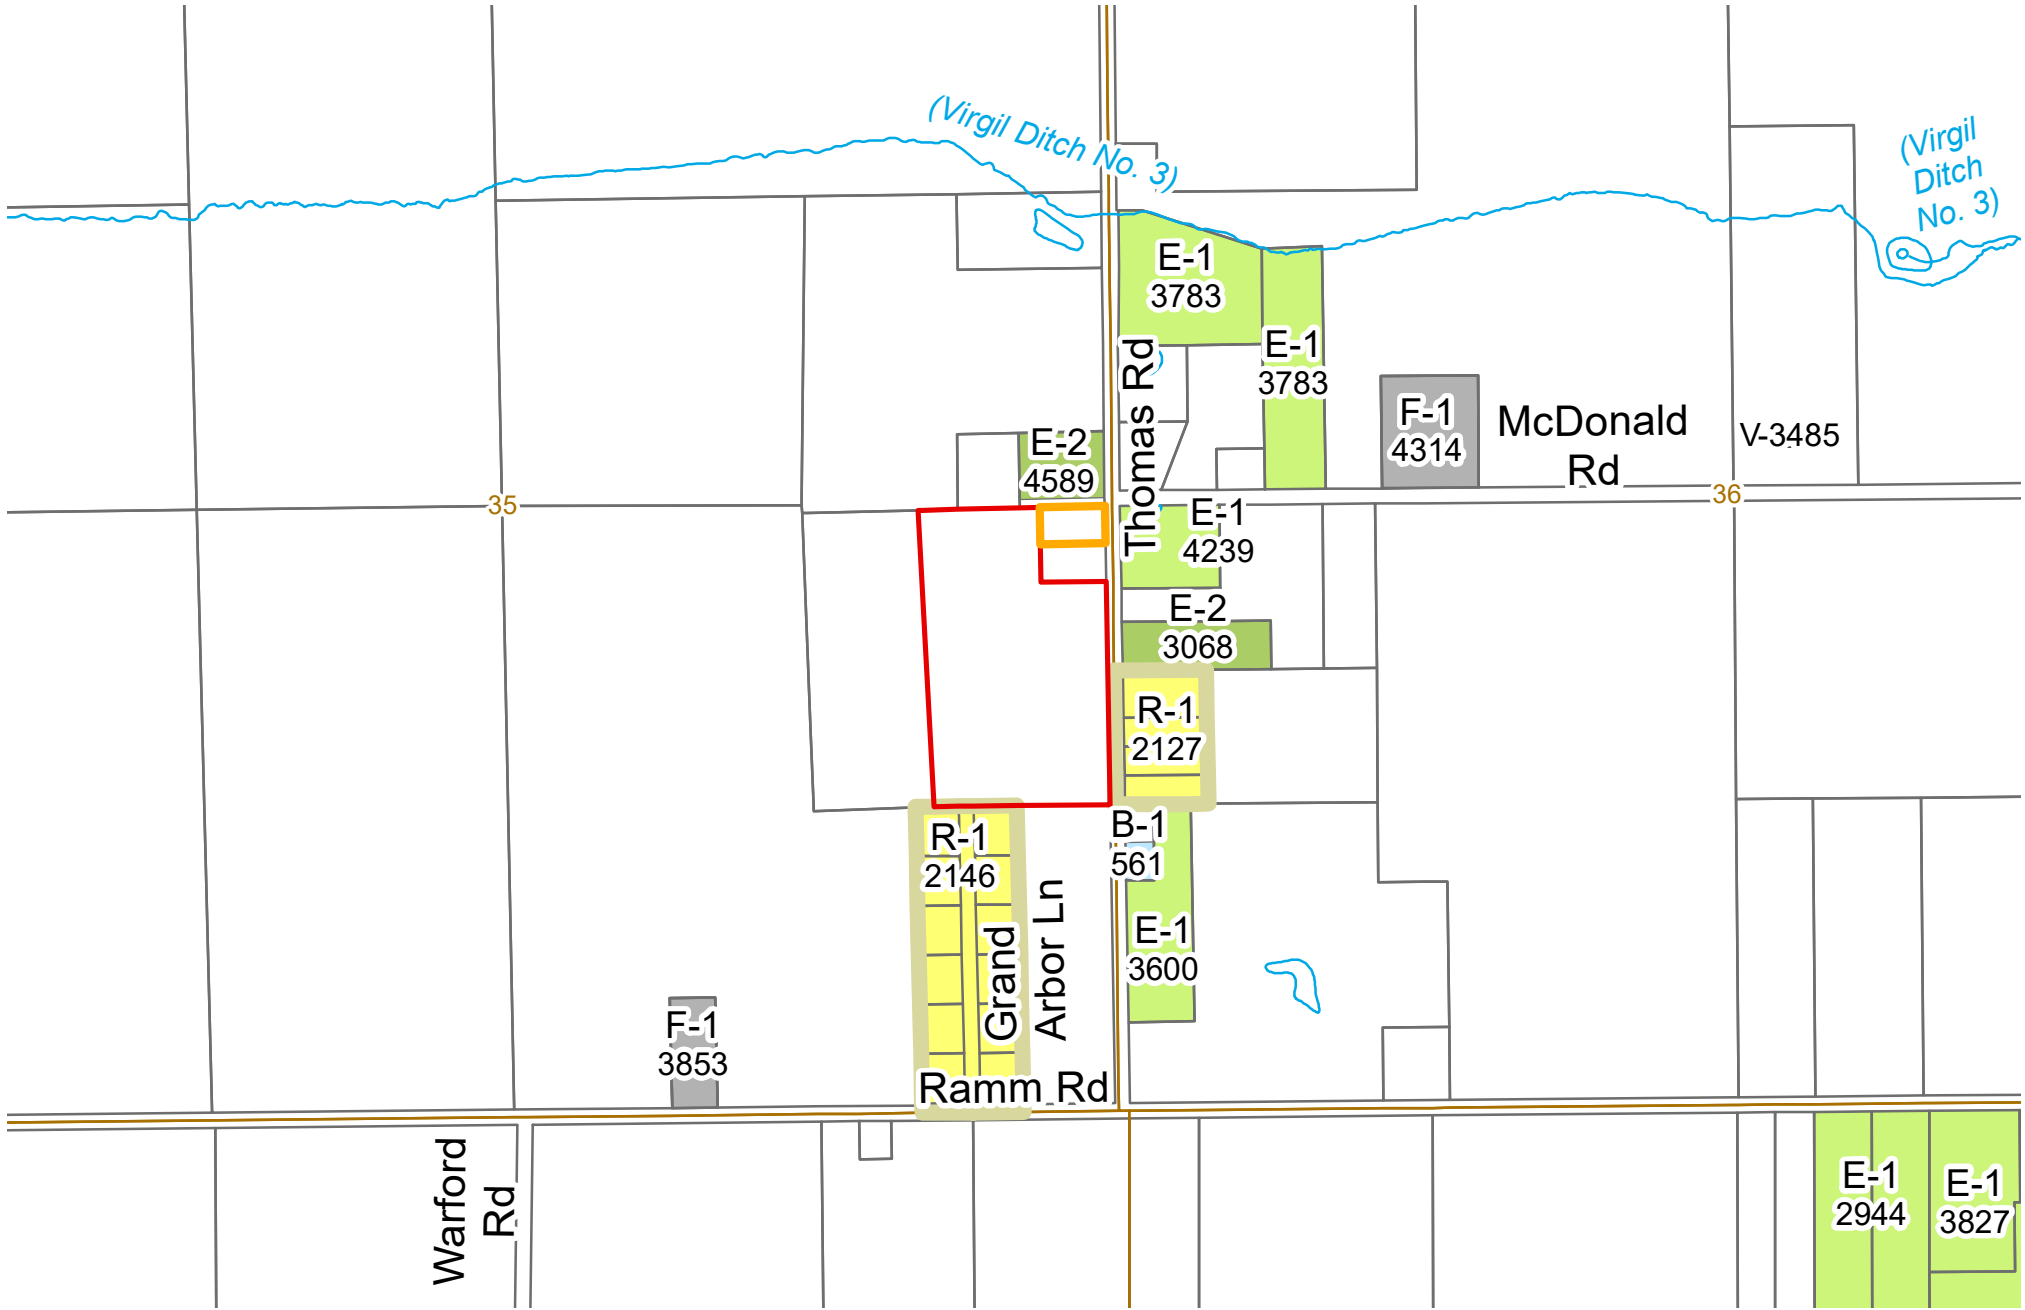 (Virgil Ditch No. 3)
(Virgil
Ditch
No. 3)
E-1
3783
E-1
3783
Thomas Rd
F-1
4314
McDonald
Rd
V-3485
E-2
4589
35
36
E-1
4239
E-2
3068
R-1
2127
B-1
561
R-1
2146
Grand
Arbor Ln
E-1
3600
F-1
3853
Ramm Rd
Warford
Rd
E-1
2944
E-1
3827